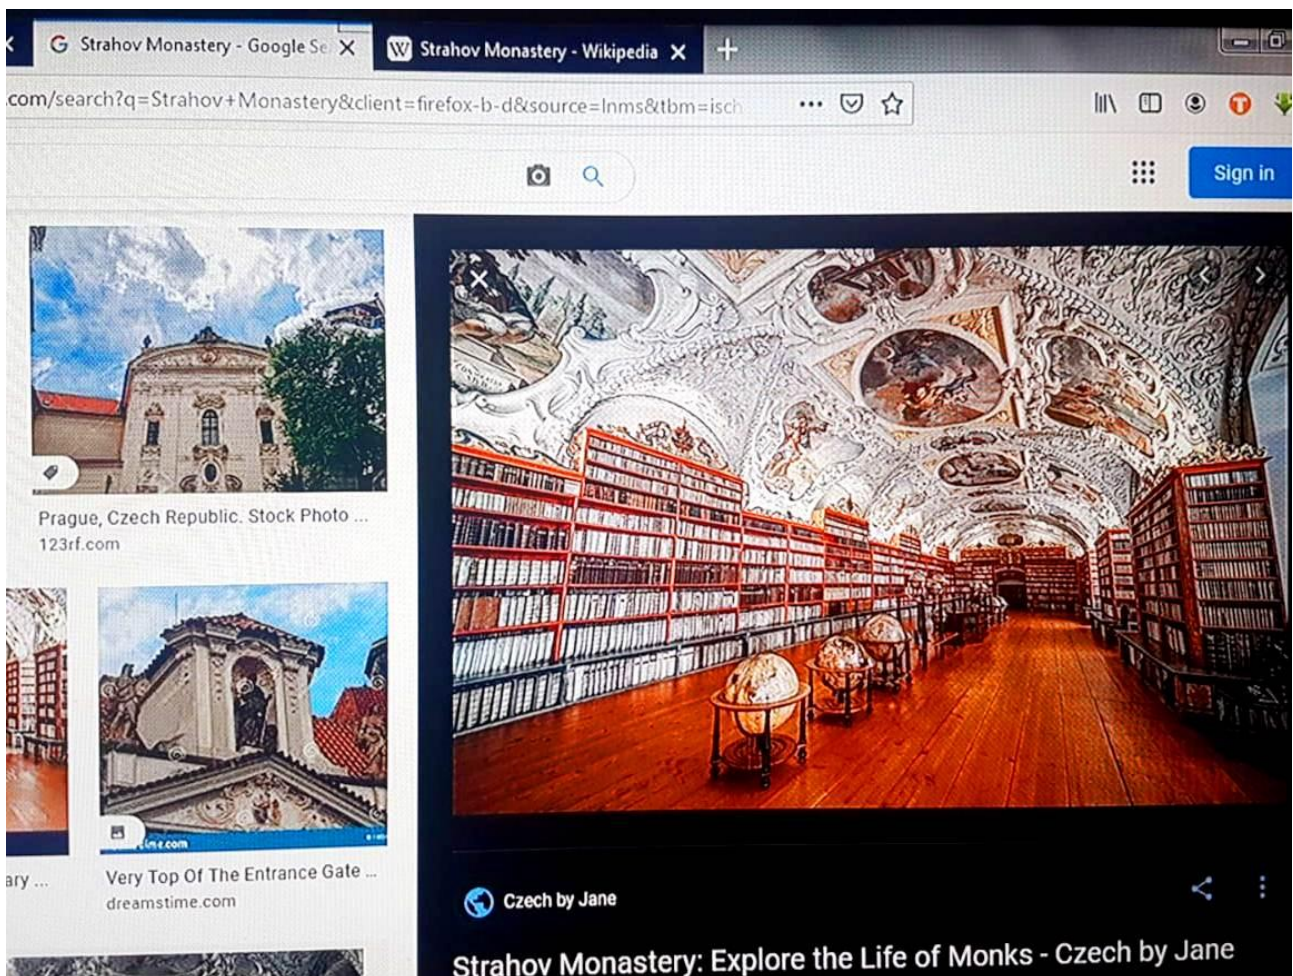 Strahov Monastery - Google Se
Strahov Monastery - Wikipedia
.com/search?q=Strahov+Monastery&client=firefox-b-d&source=lnms&tbm=isch
Sign in
Prague, Czech Republic. Stock Photo ...
123rf.com
ary ...
Very Top Of The Entrance Gate ...
dreamstime.com
Czech by Jane
Strahov Monastery: Explore the Life of Monks - Czech by Jane